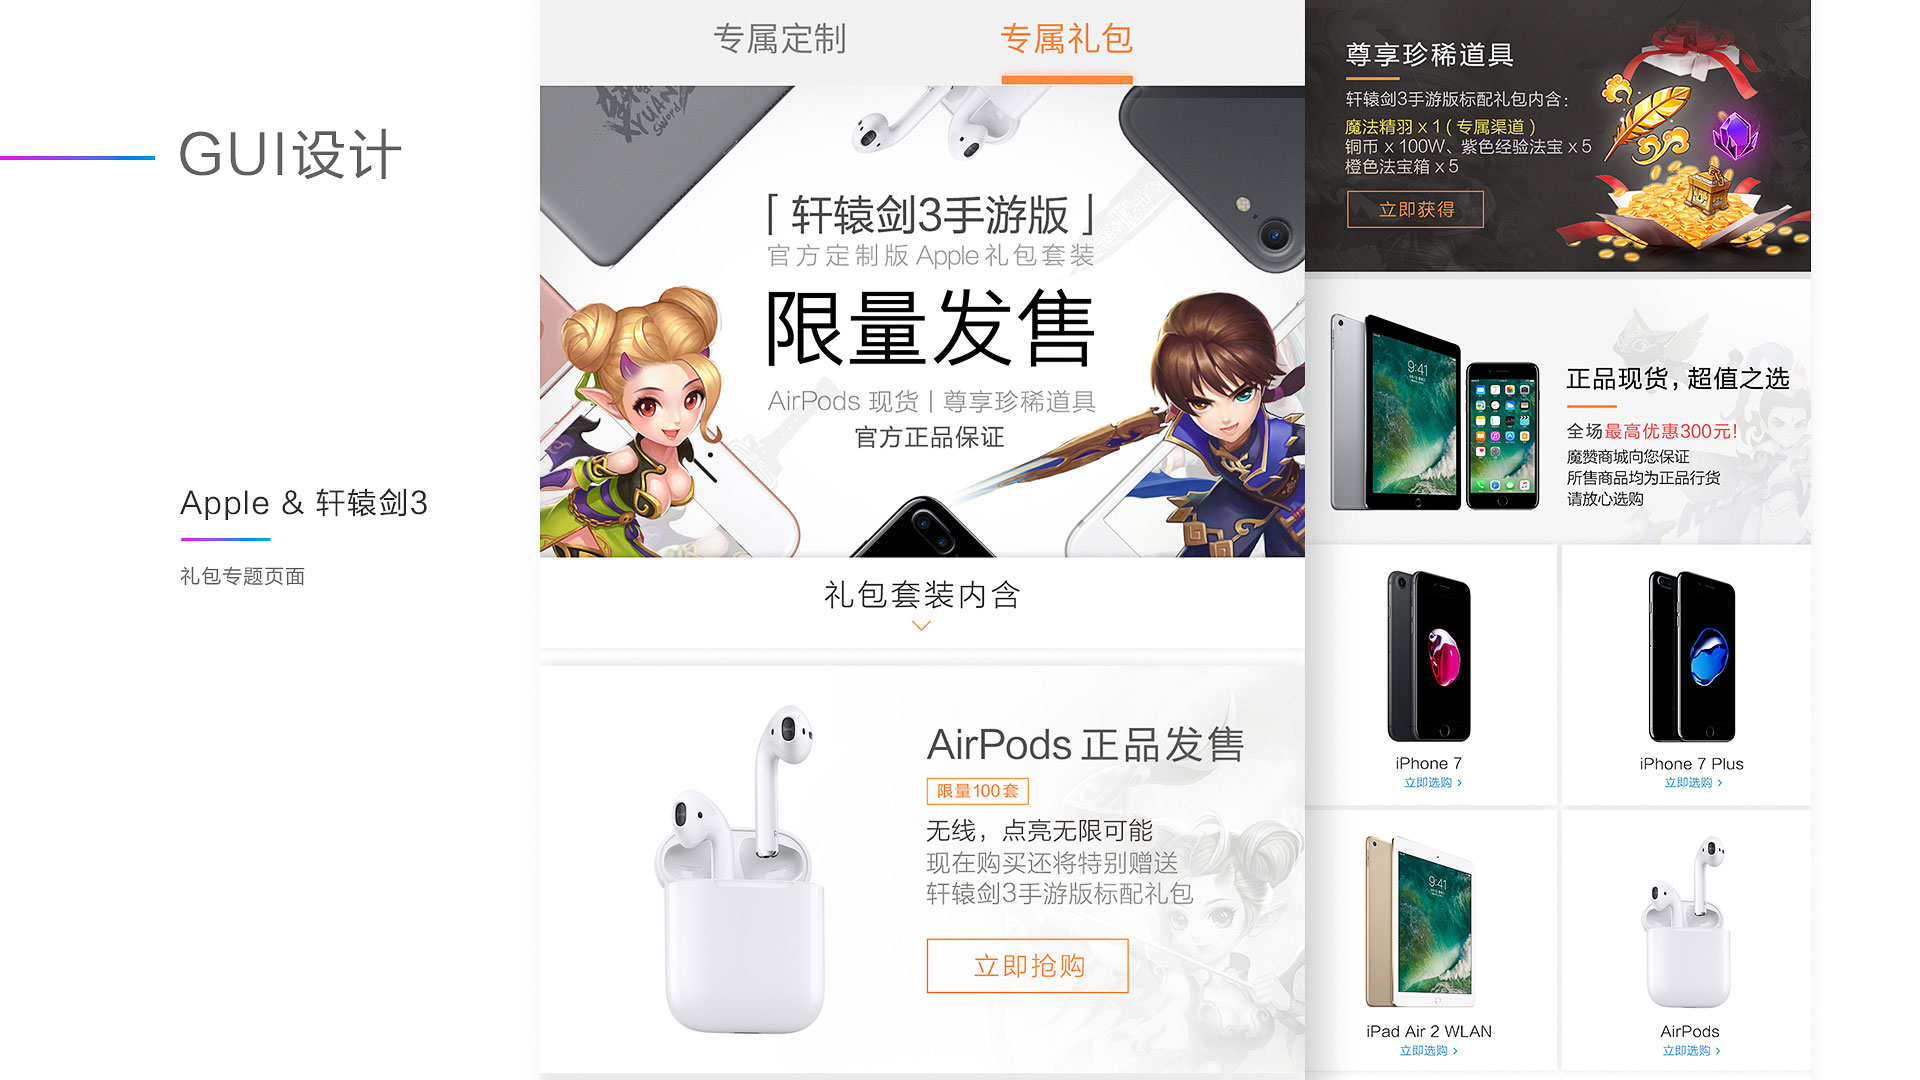 GUI设计
Apple & 轩辕剑3
礼包专题页面
专属定制
专属礼包
「轩辕剑3手游版」
官方定制版 Apple 礼包套装
限量发售
AirPods 现货丨尊享珍稀道具
官方正品保证
礼包套装内含
AirPods 正品发售
限量100套
无线，点亮无限可能
现在购买还将特别赠送
轩辕剑3手游版标配礼包
立即抢购
尊享珍稀道具
轩辕剑3手游版标配礼包内含：
魔法精羽 x 1 ( 专属渠道 )
铜币 x 100W、紫色经验法宝 x 5
橙色法宝箱 x 5
立即获得
9:41
正品现货，超值之选
全场最高优惠300元!
魔赞商城向您保证
所售商品均为正品行货
请放心选购
iPhone 7
立即选购 ›
iPhone 7 Plus
立即选购 ›
9:41
iPad Air 2 WLAN
立即选购 ›
AirPods
立即选购 ›